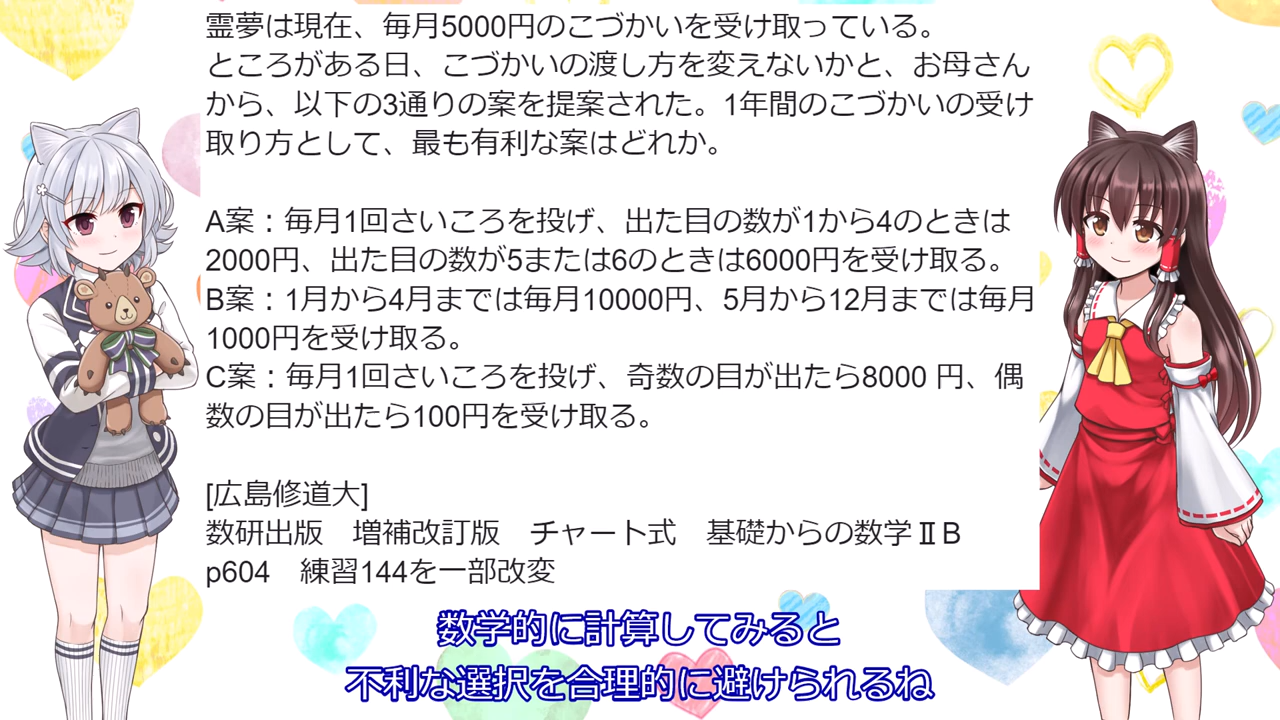 霊夢は現在、毎月5000円のこづかいを受け取っている。
ところがある日、こづかいの渡し方を変えないかと、お母さん
から、以下の3通りの案を提案された。1年間のこづかいの受け
取り方として、最も有利な案はどれか。
A案：毎月1回さいころを投げ、出た目の数が1から4のときは
2000円、出た目の数が5または6のときは6000円を受け取る。
B案：1月から4月までは毎月10000円、5月から12月までは毎月
1000円を受け取る。
C案：毎月1回さいころを投げ、奇数の目が出たら8000 円、偶
数の目が出たら100円を受け取る。
[広島修道大]
数研出版　増補改訂版　チャート式　基礎からの数学ⅡB
p604　練習144を一部改変
数学的に計算してみると
不利な選択を合理的に避けられるね